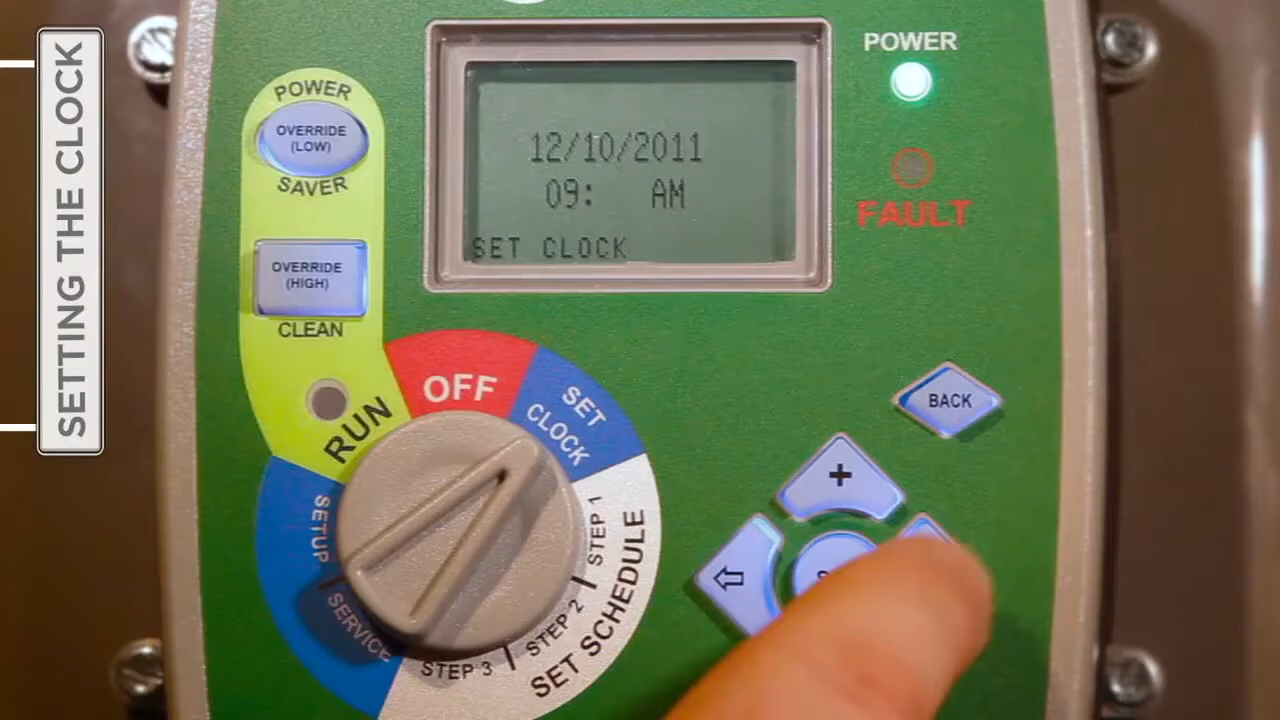 SETTING THE CLOCK
POWER
OVERRIDE
(LOW)
SAVER
OVERRIDE
(HIGH)
CLEAN
12/10/2011
09: AM
SET CLOCK
POWER
FAULT
RUN
OFF
SET
CLOCK
SETUP
SERVICE
STEP 1
STEP 2
STEP 3
SET SCHEDULE
BACK
+